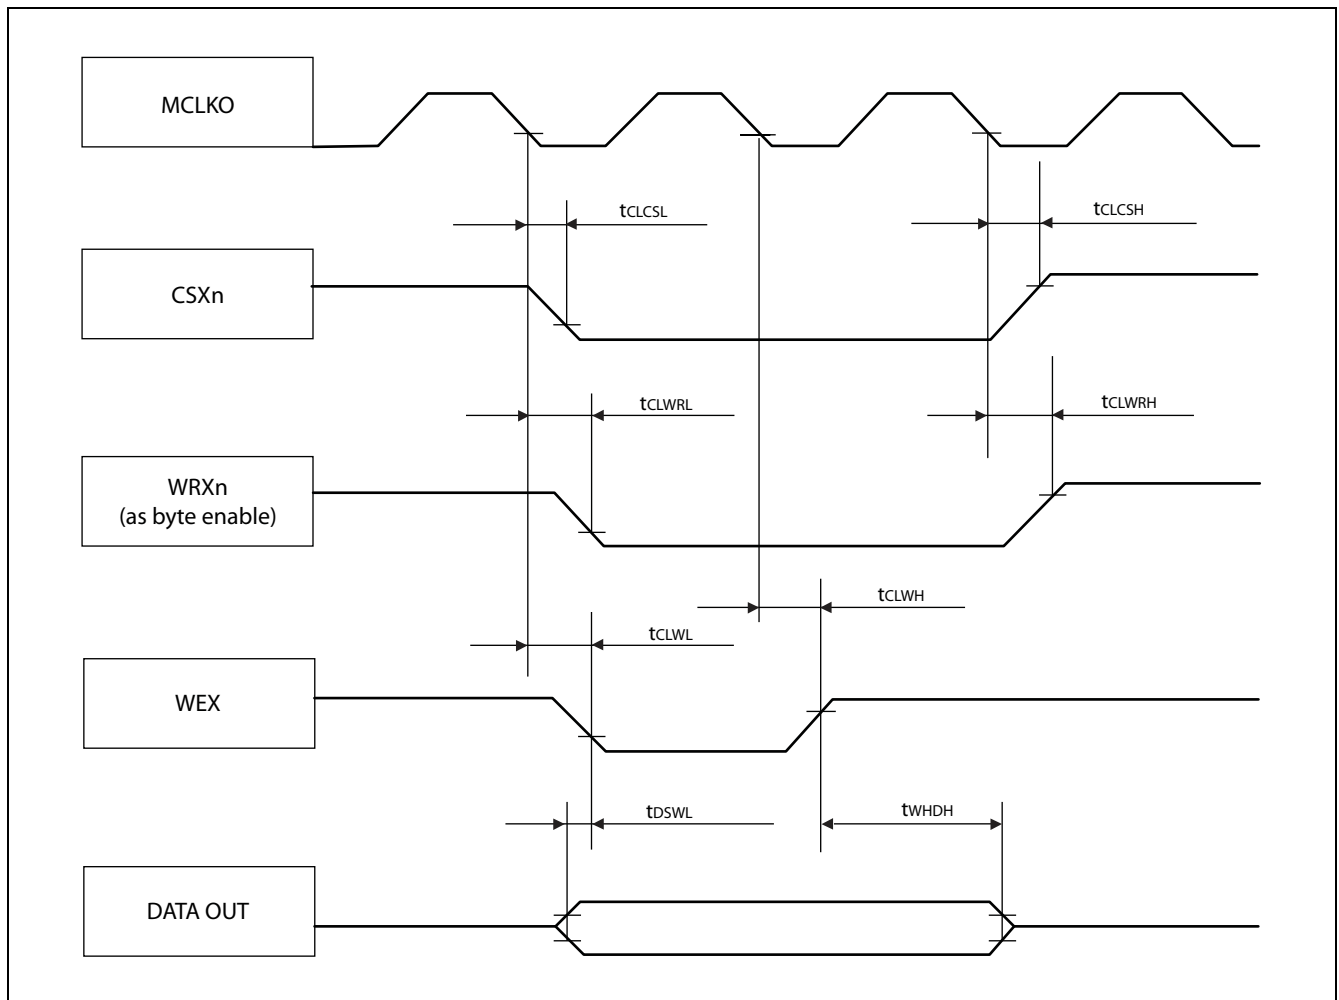 MCLKO
tCLCSL
tCLCSH
CSXn
tCLWRL
tCLWRH
WRXn
(as byte enable)
tCLWH
tCLWL
WEX
tDSWL
tWHDH
DATA OUT